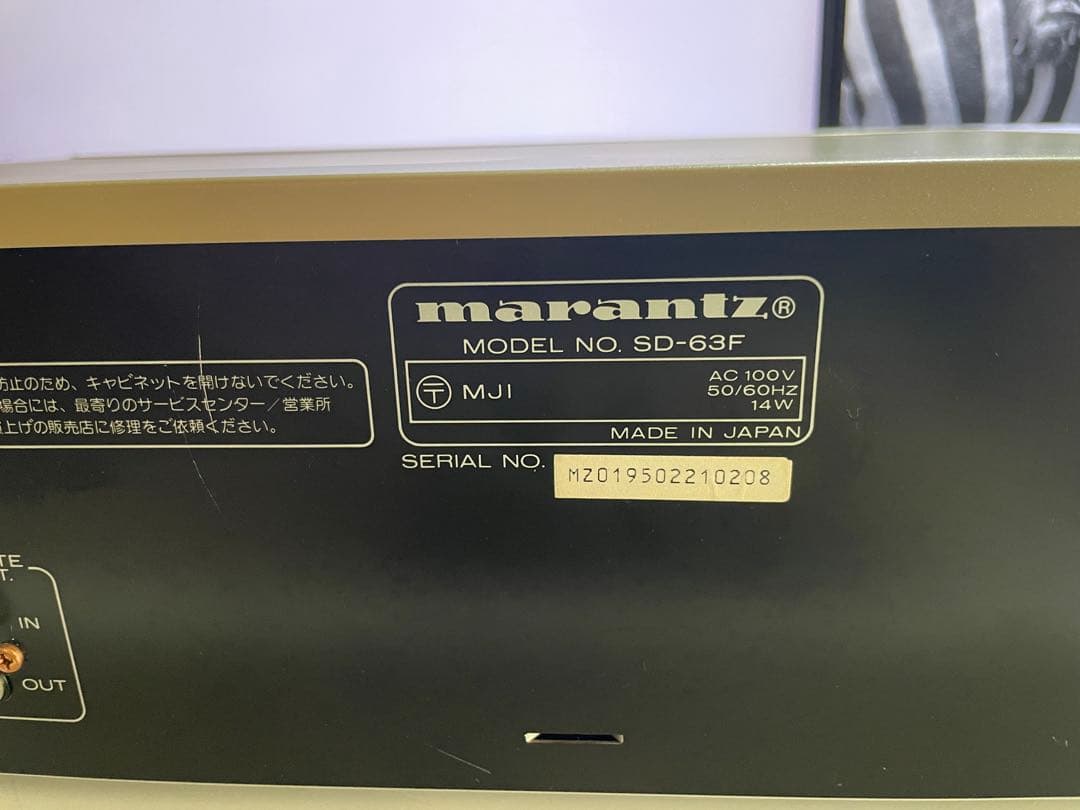 marantz®
MODEL NO. SD-63F
〒 MJI
AC 100V
50/60HZ
14W
MADE IN JAPAN
SERIAL NO.
MZ019502210208
防止のため、キャビネットを開けないでください。
場合には、最寄りのサービスセンター／営業所
上げの販売店に修理をご依頼ください。
TE
T.
IN
OUT